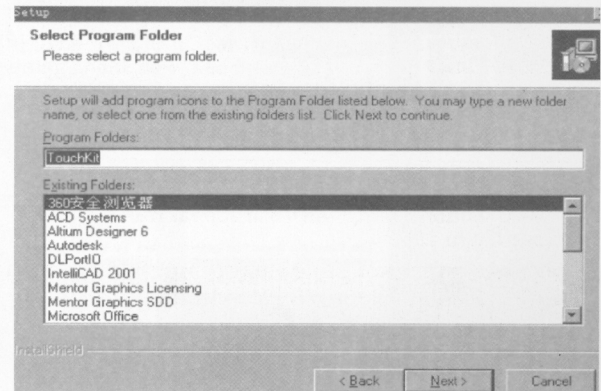 Setup
Select Program Folder
Please select a program folder.
Setup will add program icons to the Program Folder listed below. You may type a new folder
name, or select one from the existing folders list. Click Next to continue.
Program Folders:
TouchKit
Existing Folders:
360安全浏览器
ACD Systems
Altium Designer 6
Autodesk
DLPortIO
IntelliCAD 2001
Mentor Graphics Licensing
Mentor Graphics SDD
Microsoft Office
InstallShield
< Back Next > Cancel